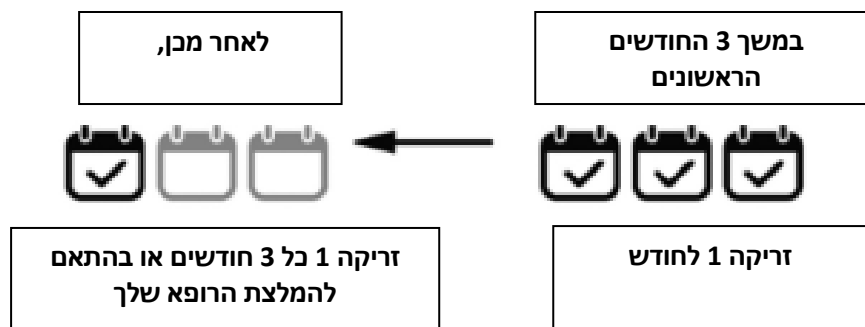 במשך 3 החודשים
הראשונים
זריקה 1 לחודש
לאחר מכן,
זריקה 1 כל 3 חודשים או בהתאם
להמלצת הרופא שלך